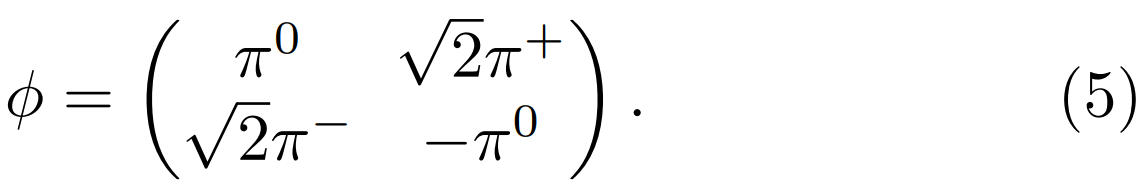 ϕ = ( π⁰ √2π⁺
√2π⁻ −π⁰ ) . (5)